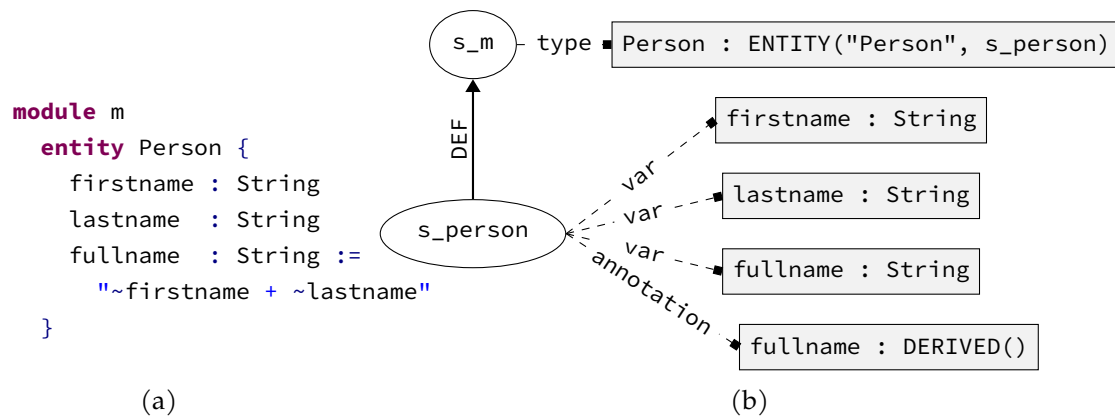 module m
entity Person {
firstname : String
lastname : String
fullname : String :=
"~firstname + ~lastname"
}
(a)
s_m
type
Person : ENTITY("Person", s_person)
DEF
s_person
var
firstname : String
var
lastname : String
var
fullname : String
annotation
fullname : DERIVED()
(b)